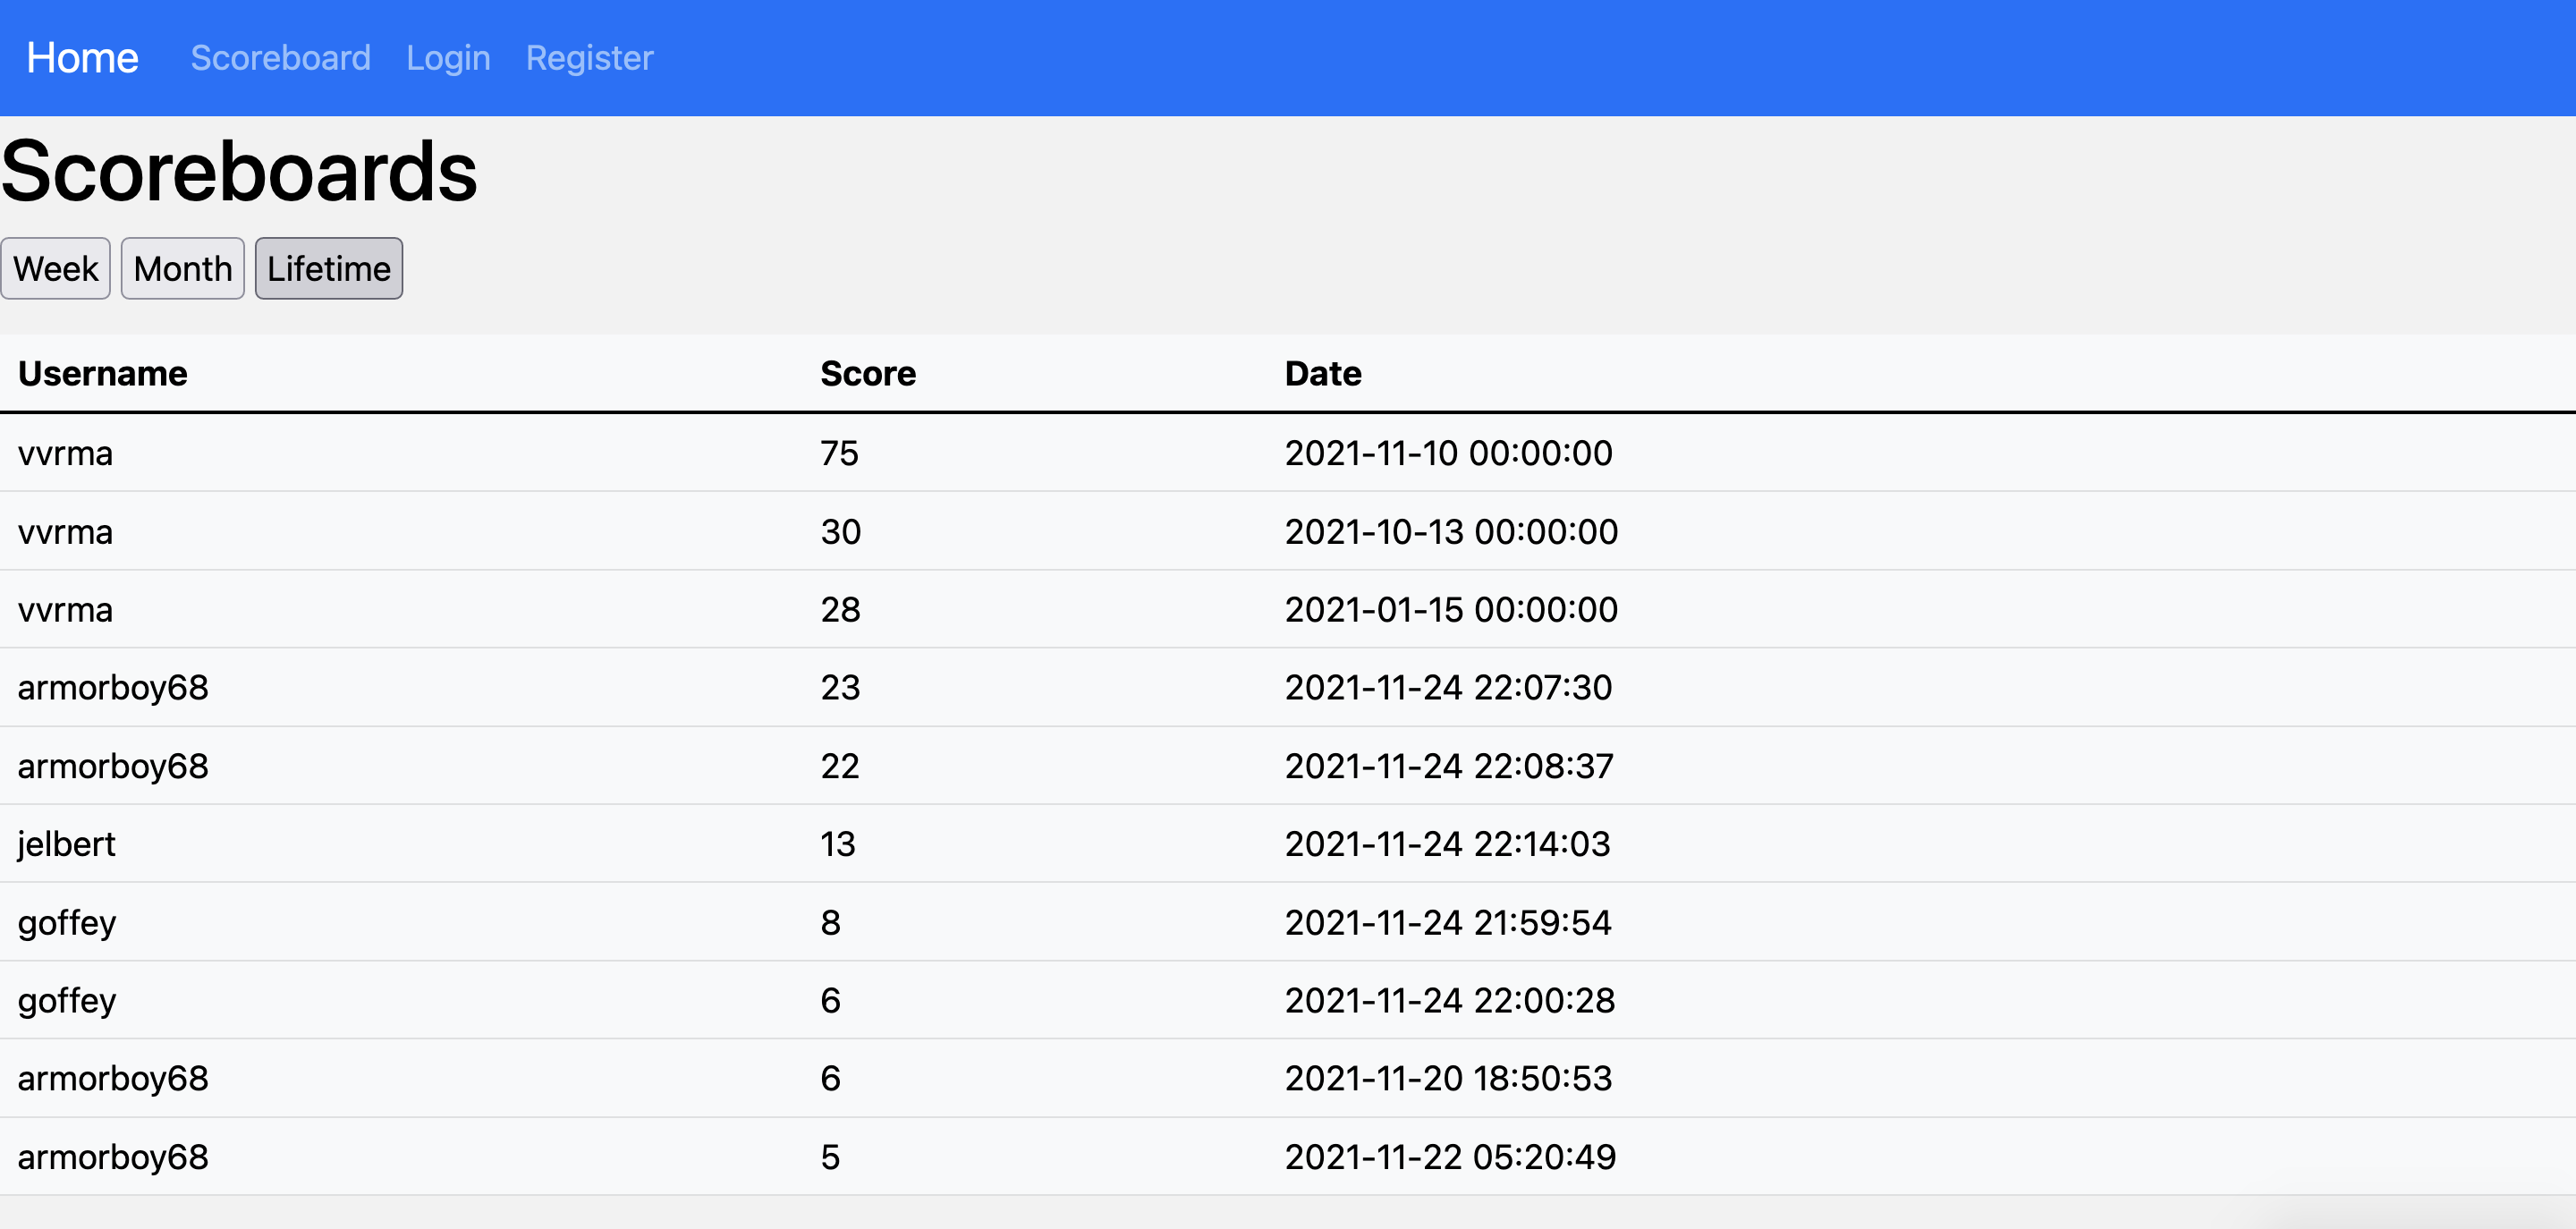 Home Scoreboard Login Register
Scoreboards
Week Month Lifetime
Username Score Date
vvrma 75 2021-11-10 00:00:00
vvrma 30 2021-10-13 00:00:00
vvrma 28 2021-01-15 00:00:00
armorboy68 23 2021-11-24 22:07:30
armorboy68 22 2021-11-24 22:08:37
jelbert 13 2021-11-24 22:14:03
goffey 8 2021-11-24 21:59:54
goffey 6 2021-11-24 22:00:28
armorboy68 6 2021-11-20 18:50:53
armorboy68 5 2021-11-22 05:20:49